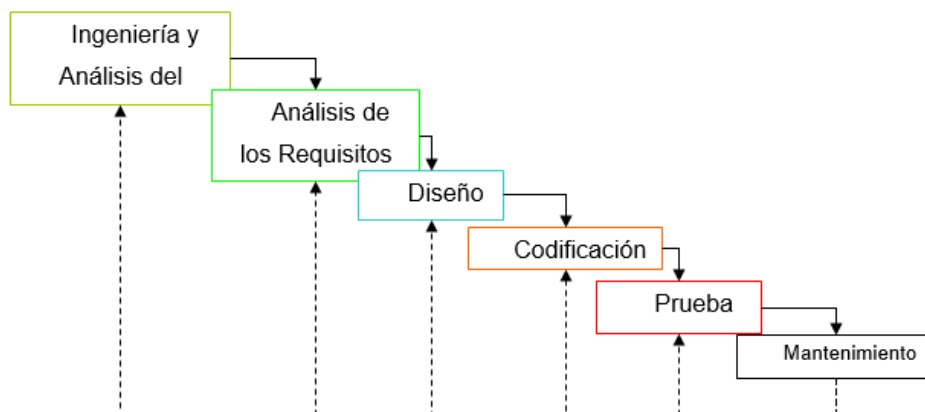 Ingeniería y
Análisis del
Análisis de
los Requisitos
Diseño
Codificación
Prueba
Mantenimiento